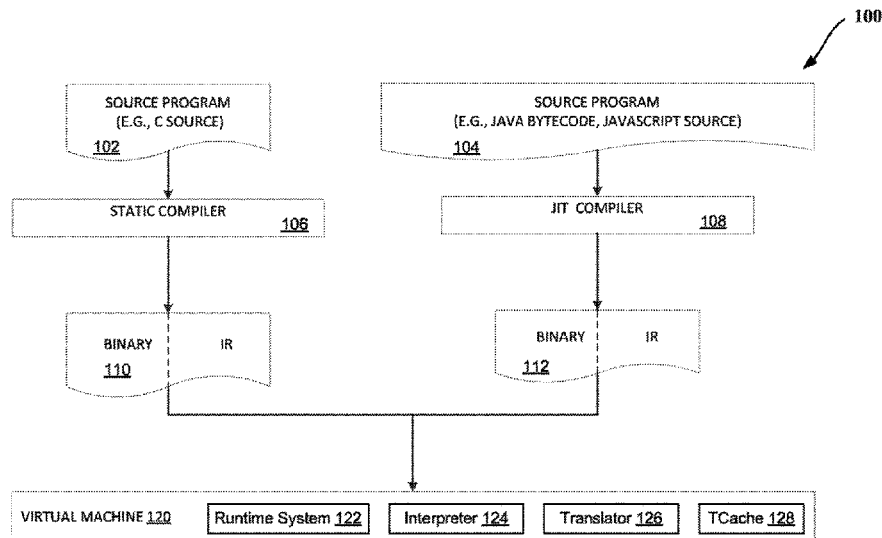 100
SOURCE PROGRAM
(E.G., C SOURCE)
102
SOURCE PROGRAM
(E.G., JAVA BYTECODE, JAVASCRIPT SOURCE)
104
STATIC COMPILER
106
JIT COMPILER
108
BINARY IR
110
BINARY IR
112
VIRTUAL MACHINE 120 Runtime System 122 Interpreter 124 Translator 126 TCache 128